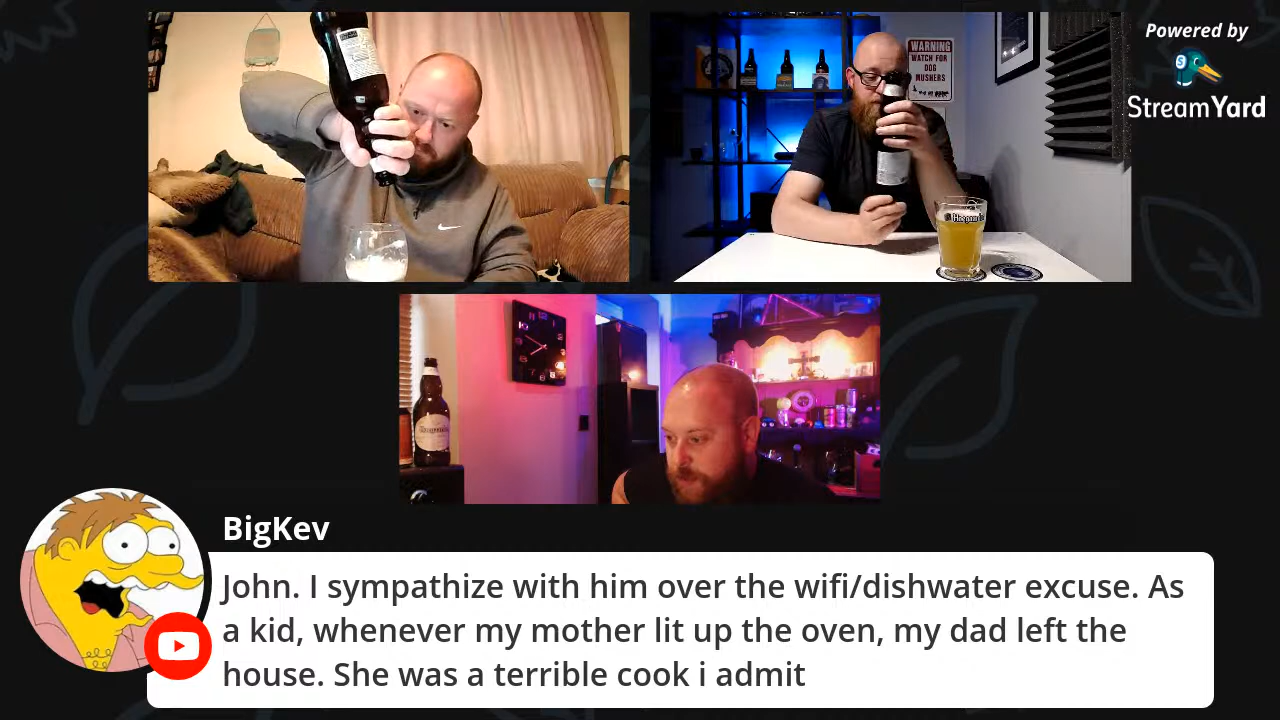 Powered by
StreamYard
WARNING
WATCH FOR
DOG
MUSHERS
Hoegaarden
BigKev
John. I sympathize with him over the wifi/dishwater excuse. As
a kid, whenever my mother lit up the oven, my dad left the
house. She was a terrible cook i admit